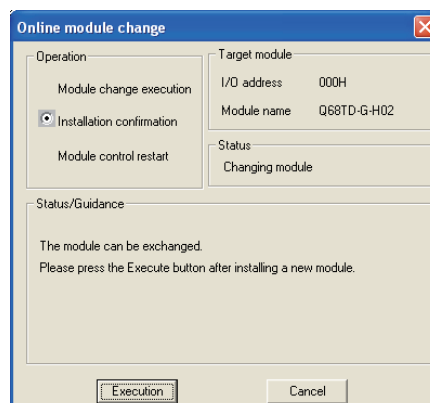 Online module change
Operation
Module change execution
Installation confirmation
Module control restart
Target module
I/O address 000H
Module name Q68TD-G-H02
Status
Changing module
Status/Guidance
The module can be exchanged.
Please press the Execute button after installing a new module.
Execution Cancel